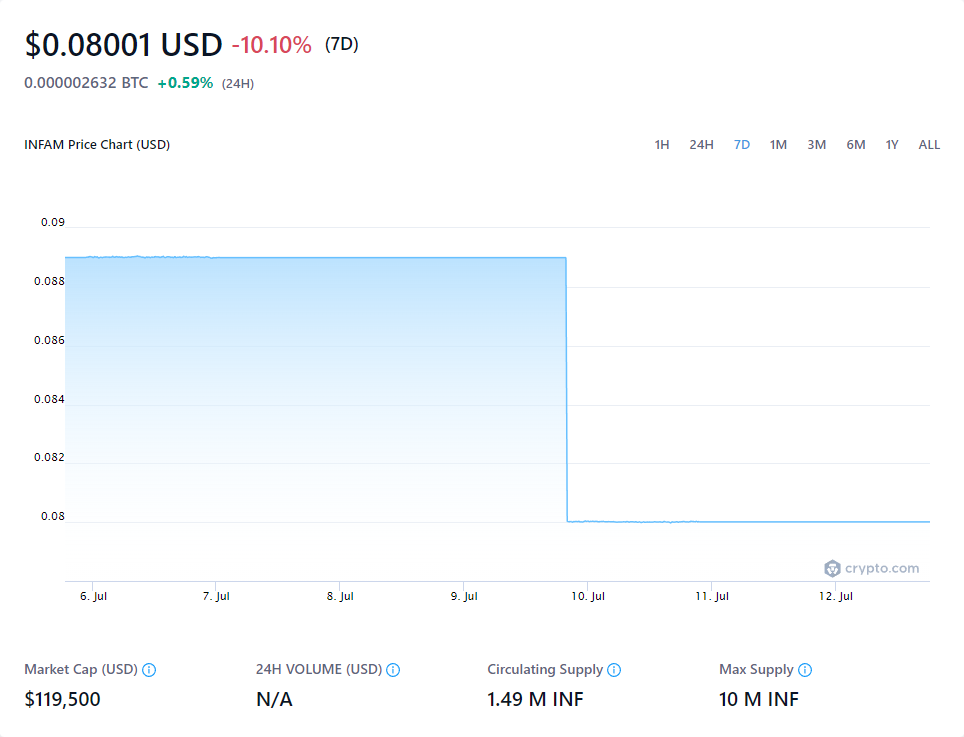 $0.08001 USD -10.10% (7D)
0.000002632 BTC +0.59% (24H)
INFAM Price Chart (USD) 1H 24H 7D 1M 3M 6M 1Y ALL
0.09
0.088
0.086
0.084
0.082
0.08
crypto.com
6. Jul 7. Jul 8. Jul 9. Jul 10. Jul 11. Jul 12. Jul
Market Cap (USD) 24H VOLUME (USD) Circulating Supply Max Supply
$119,500 N/A 1.49 M INF 10 M INF